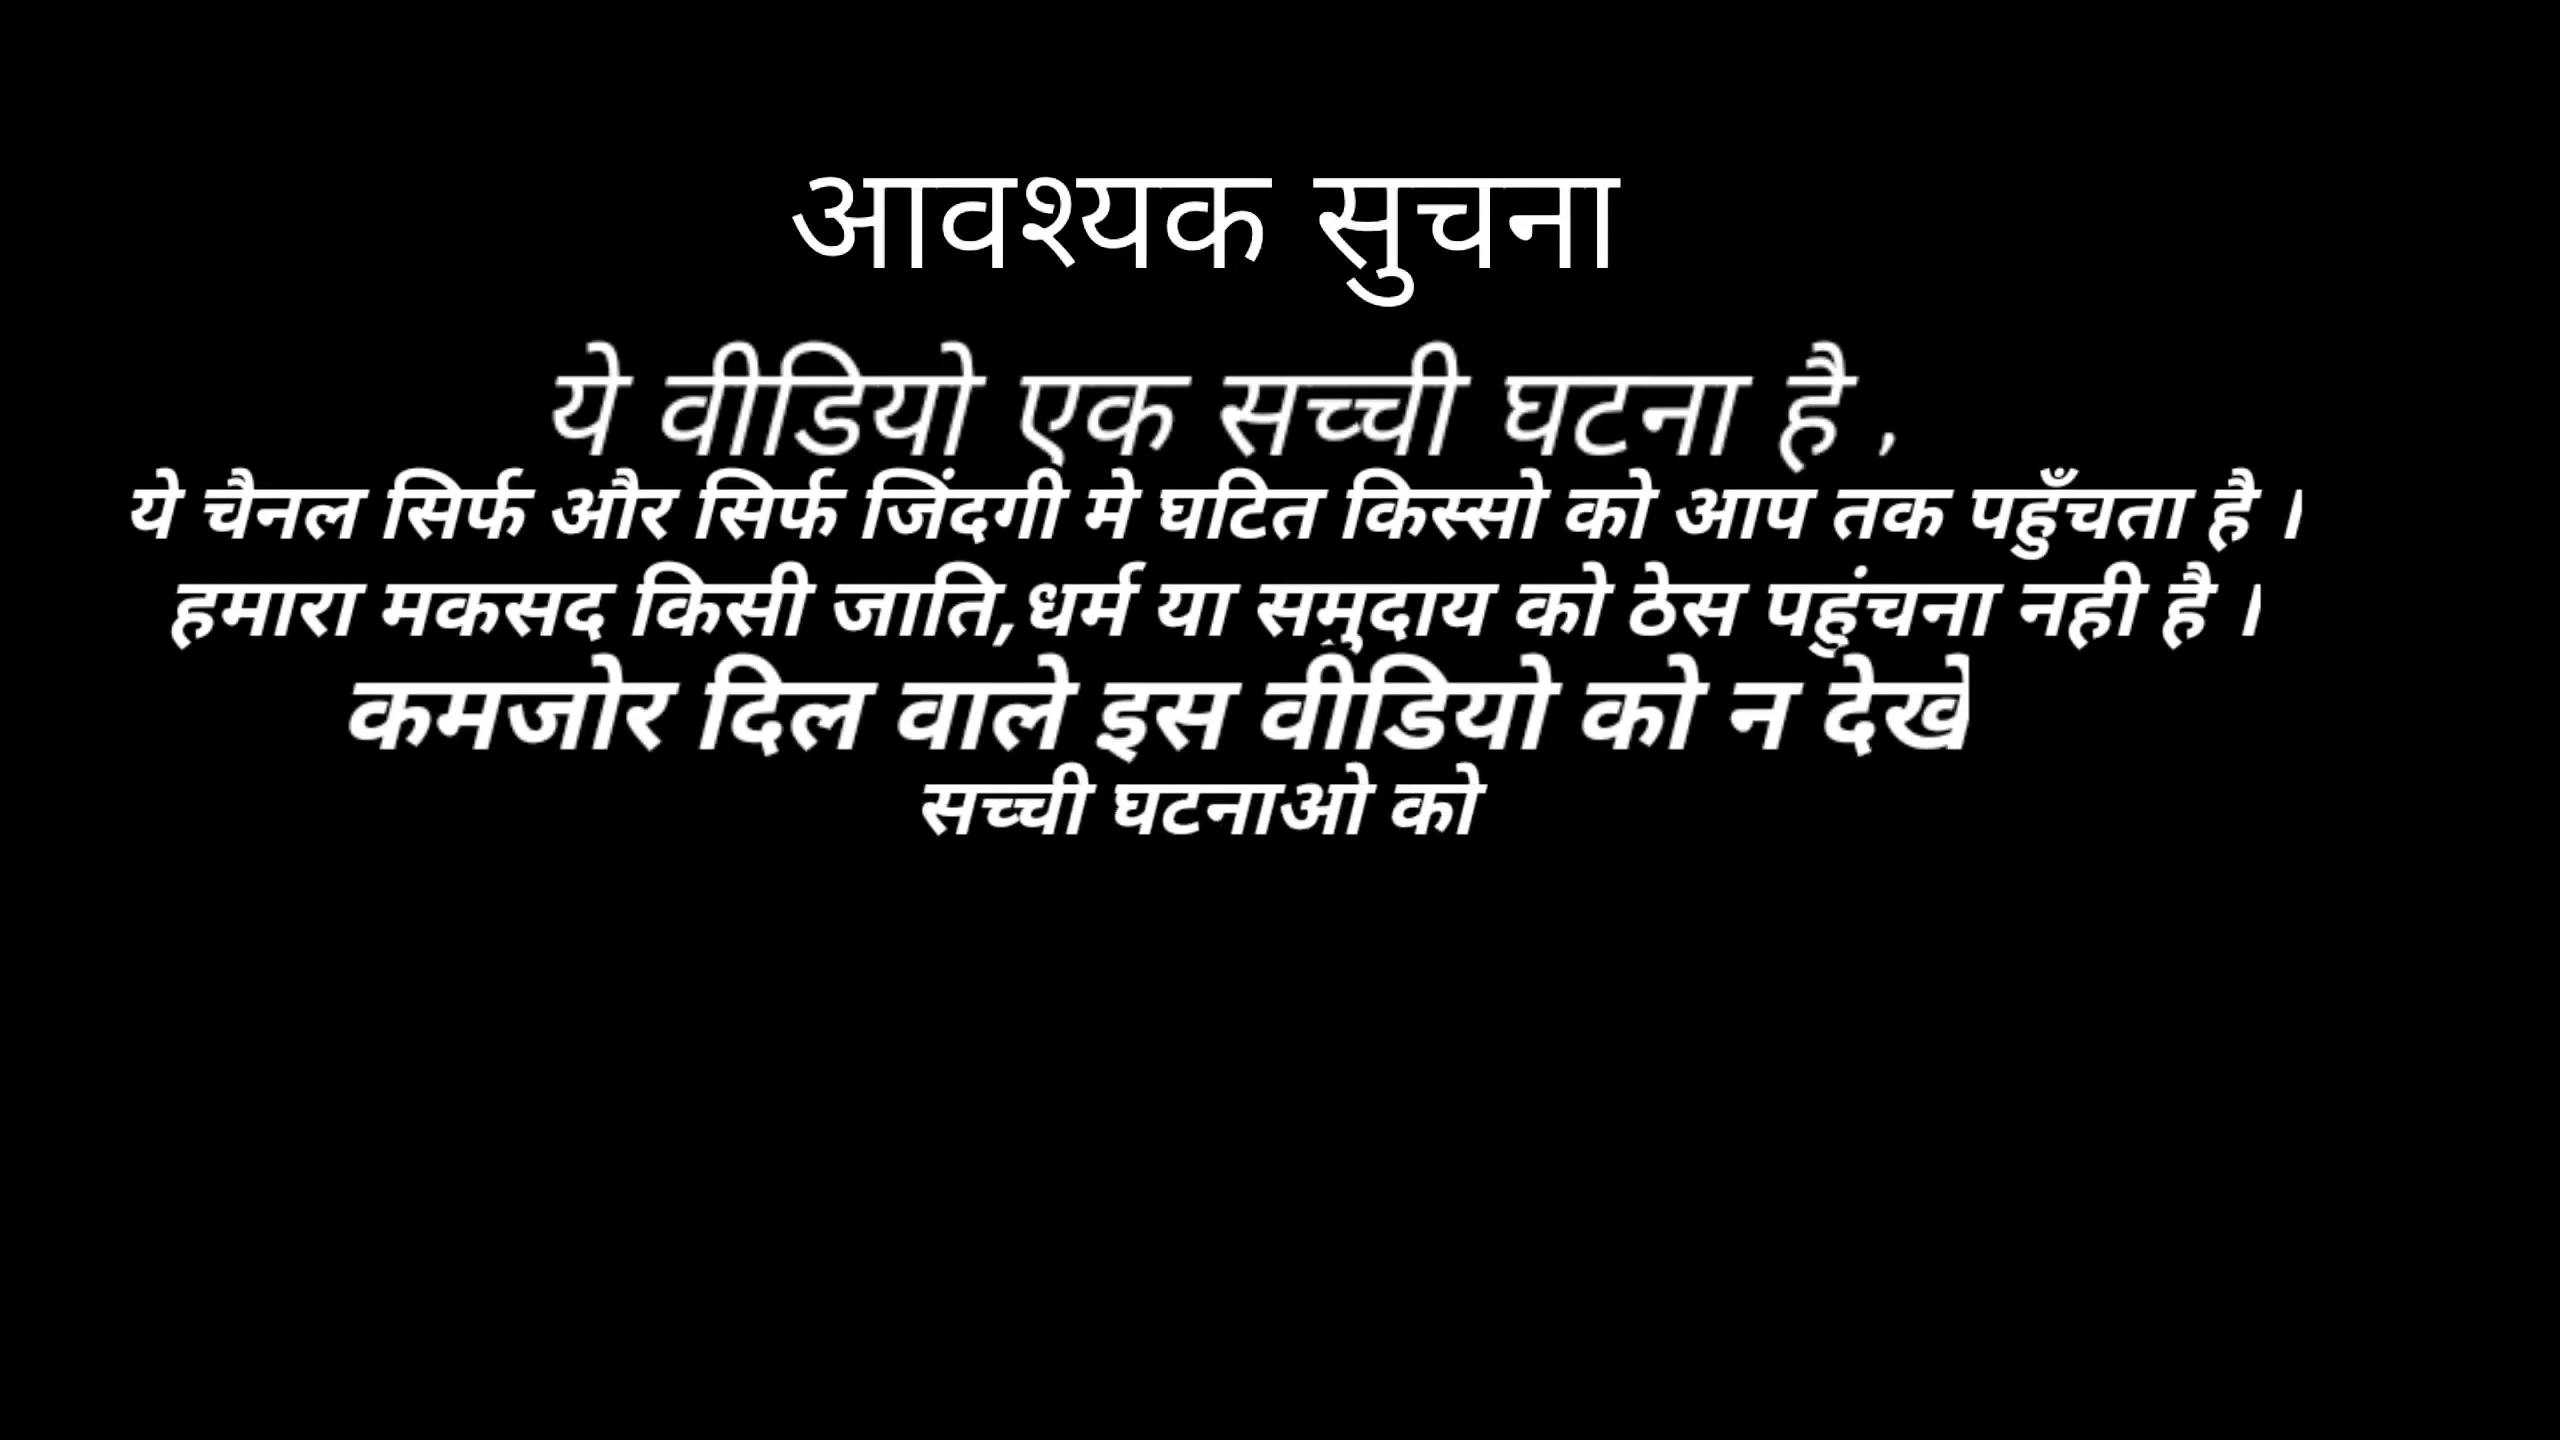 आवश्यक सुचना
ये वीडियो एक सच्ची घटना है ,
ये चैनल सिर्फ और सिर्फ जिंदगी मे घटित किस्सो को आप तक पहुँचता है ।
हमारा मकसद किसी जाति,धर्म या समुदाय को ठेस पहुंचना नही है ।
कमजोर दिल वाले इस वीडियो को न देखे
सच्ची घटनाओ को